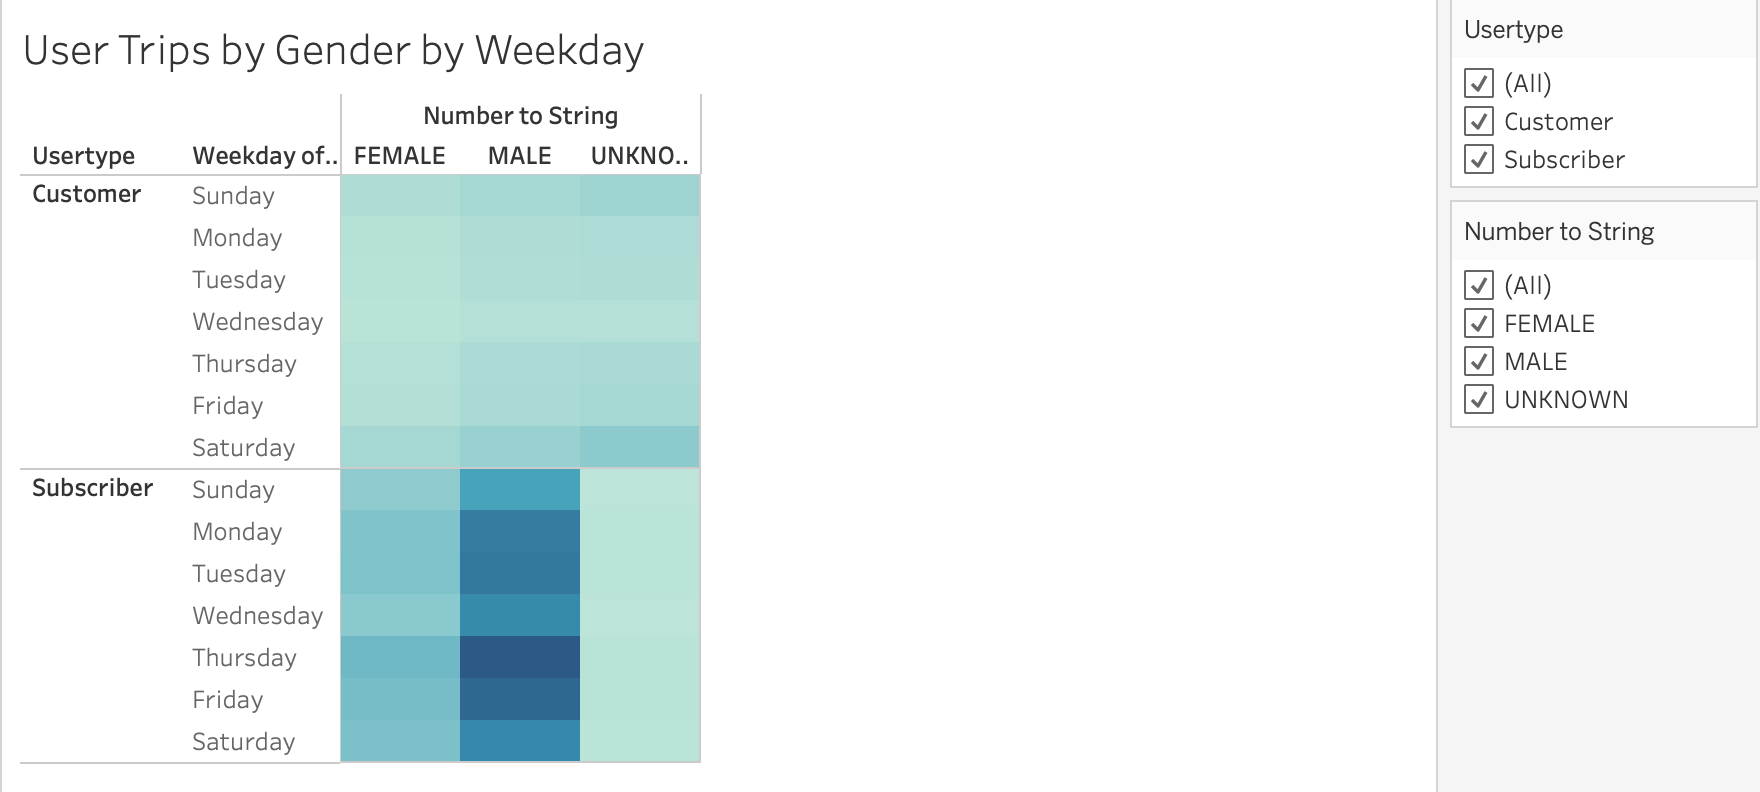 User Trips by Gender by Weekday
Number to String
Usertype Weekday of.. FEMALE MALE UNKNO..
Customer Sunday
Monday
Tuesday
Wednesday
Thursday
Friday
Saturday
Subscriber Sunday
Monday
Tuesday
Wednesday
Thursday
Friday
Saturday
Usertype
(All)
Customer
Subscriber
Number to String
(All)
FEMALE
MALE
UNKNOWN